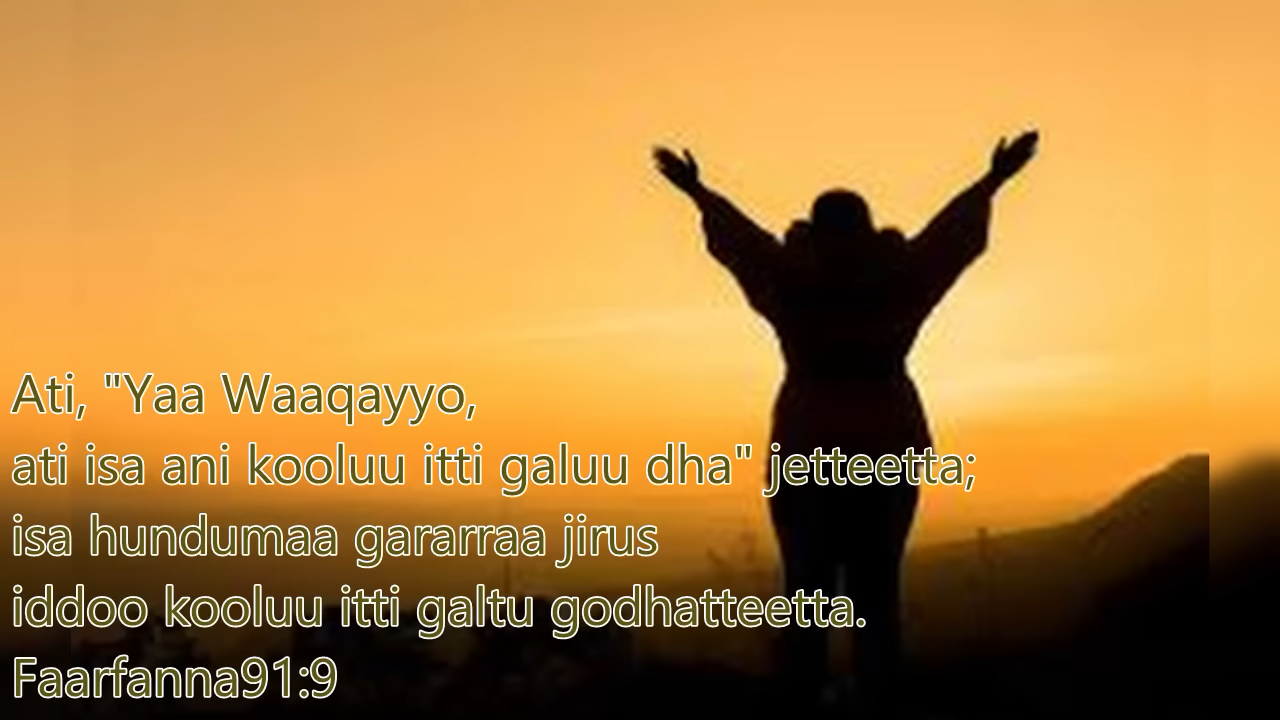 Ati, "Yaa Waaqayyo,
ati isa ani kooluu itti galuu dha" jetteetta;
isa hundumaa gararraa jirus
iddoo kooluu itti galtu godhatteetta.
Faarfanna91:9